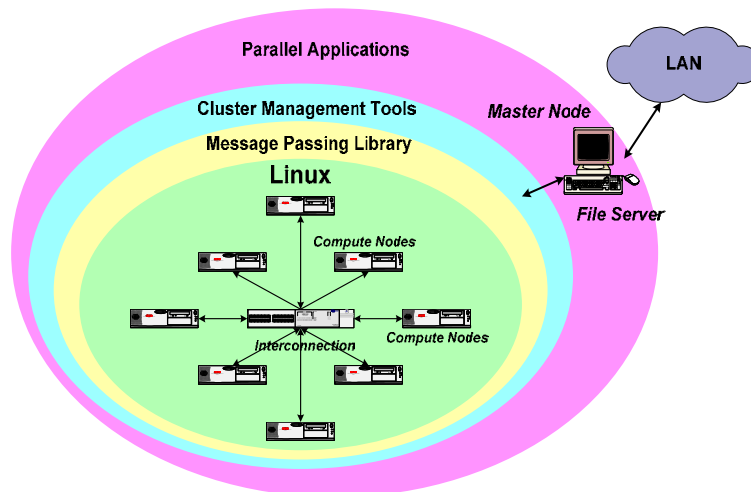 Parallel Applications
LAN
Cluster Management Tools
Master Node
Message Passing Library
Linux
File Server
Compute Nodes
Compute Nodes
Interconnection